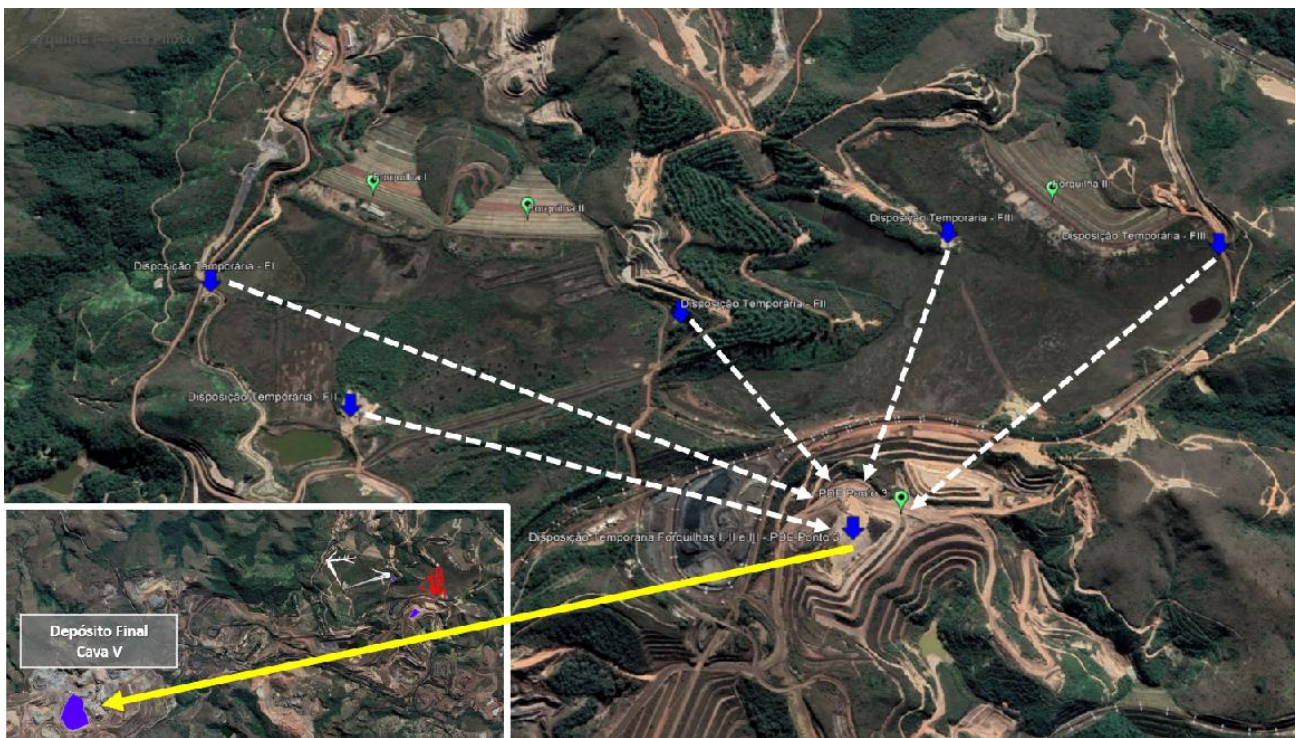 Forquilha I
Forquilha II
Forquilha III
Disposição Temporária - FIII
Disposição Temporária - FIII
Disposição Temporária - FI
Disposição Temporária - FII
Disposição Temporária - FII
PDE Ponto 3
Disposição Temporária Forquilhas I, II e III - PDE Ponto 3
Depósito Final
Cava V